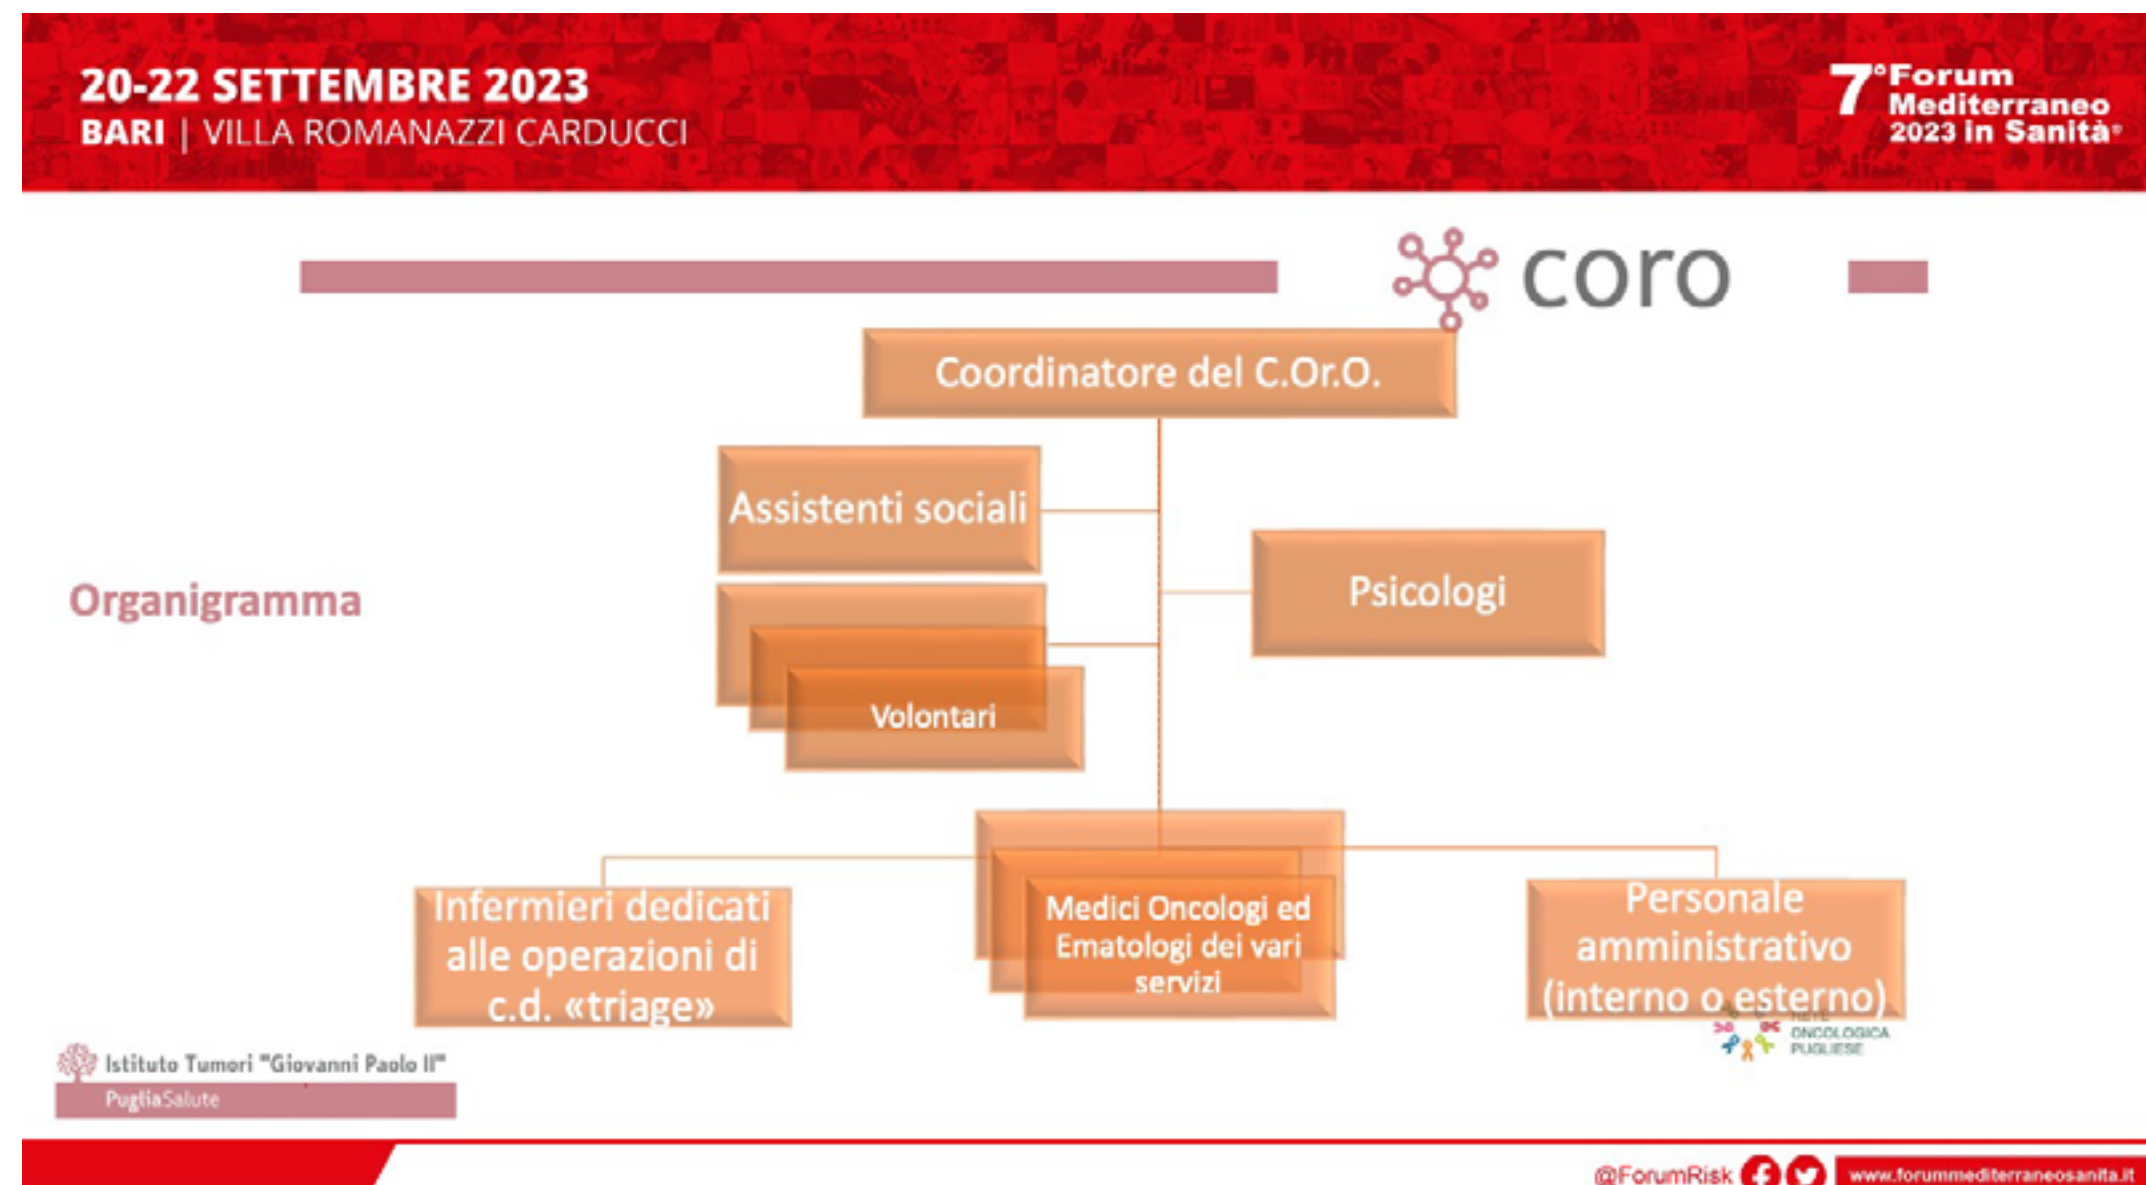 20-22 SETTEMBRE 2023
BARI | VILLA ROMANAZZI CARDUCCI
7° Forum
Mediterraneo
2023 in Sanità®
coro
Coordinatore del C.Or.O.
Assistenti sociali
Psicologi
Organigramma
Volontari
Infermieri dedicati
alle operazioni di
c.d. «triage»
Medici Oncologi ed
Ematologi dei vari
servizi
Personale
amministrativo
(interno o esterno)
RETE
ONCOLOGICA
PUGLIESE
Istituto Tumori "Giovanni Paolo II"
PugliaSalute
@ForumRisk
www.forummediterraneosanita.it